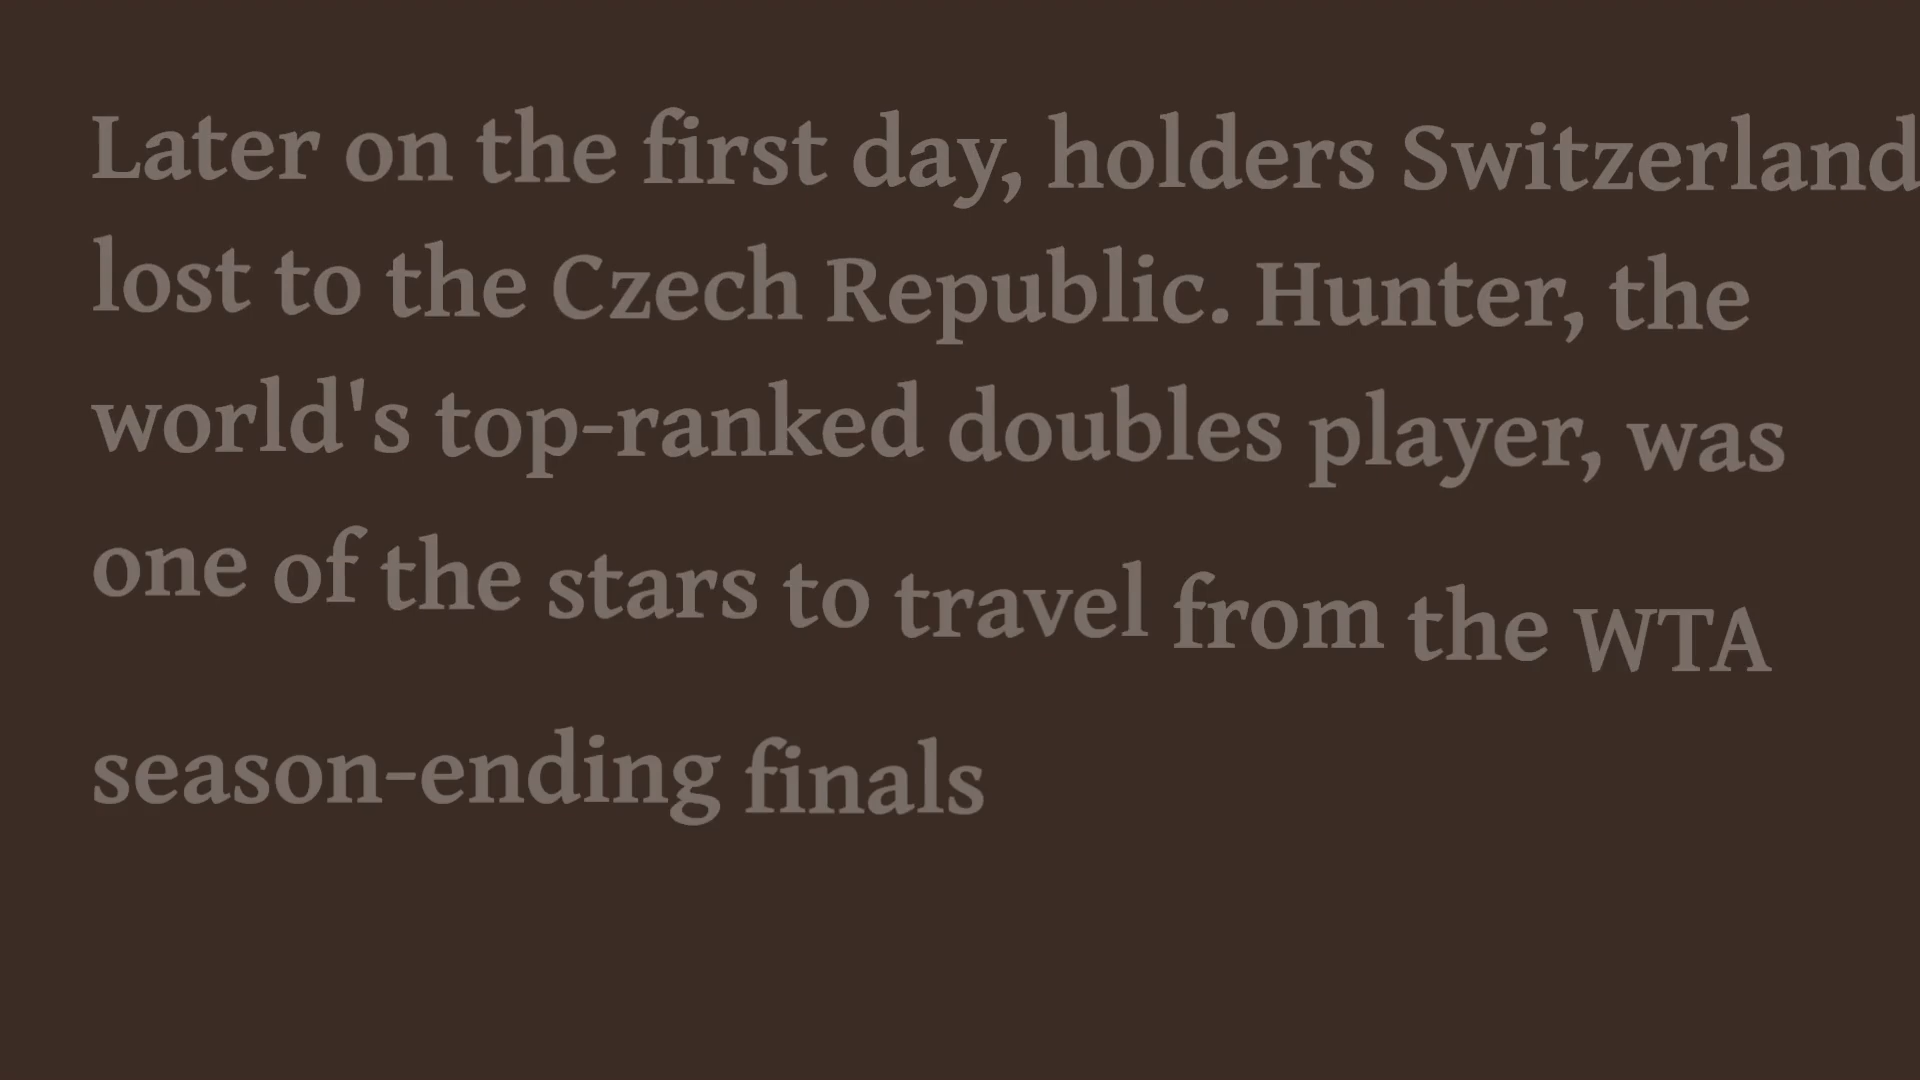 Later on the first day, holders Switzerland
lost to the Czech Republic. Hunter, the
world's top-ranked doubles player, was
one of the stars to travel from the WTA
season-ending finals